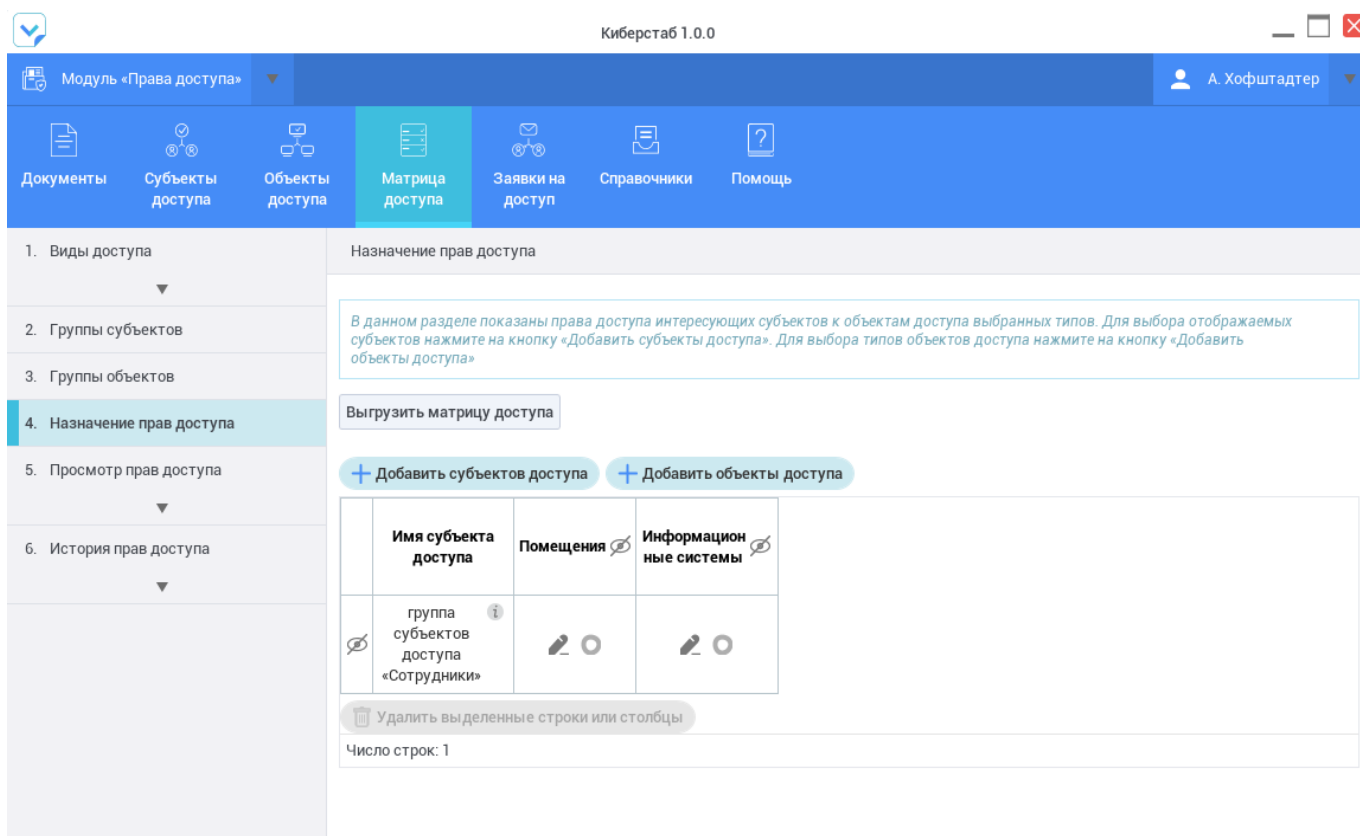 Киберстаб 1.0.0
Модуль «Права доступа»
А. Хофштадтер
Документы
Субъекты
доступа
Объекты
доступа
Матрица
доступа
Заявки на
доступ
Справочники
Помощь
1. Виды доступа
2. Группы субъектов
3. Группы объектов
4. Назначение прав доступа
5. Просмотр прав доступа
6. История прав доступа
Назначение прав доступа
В данном разделе показаны права доступа интересующих субъектов к объектам доступа выбранных типов. Для выбора отображаемых
субъектов нажмите на кнопку «Добавить субъекты доступа». Для выбора типов объектов доступа нажмите на кнопку «Добавить
объекты доступа»
Выгрузить матрицу доступа
Добавить субъектов доступа
Добавить объекты доступа
Имя субъекта
доступа
Помещения
Информацион
ные системы
группа
субъектов
доступа
«Сотрудники»
Удалить выделенные строки или столбцы
Число строк: 1